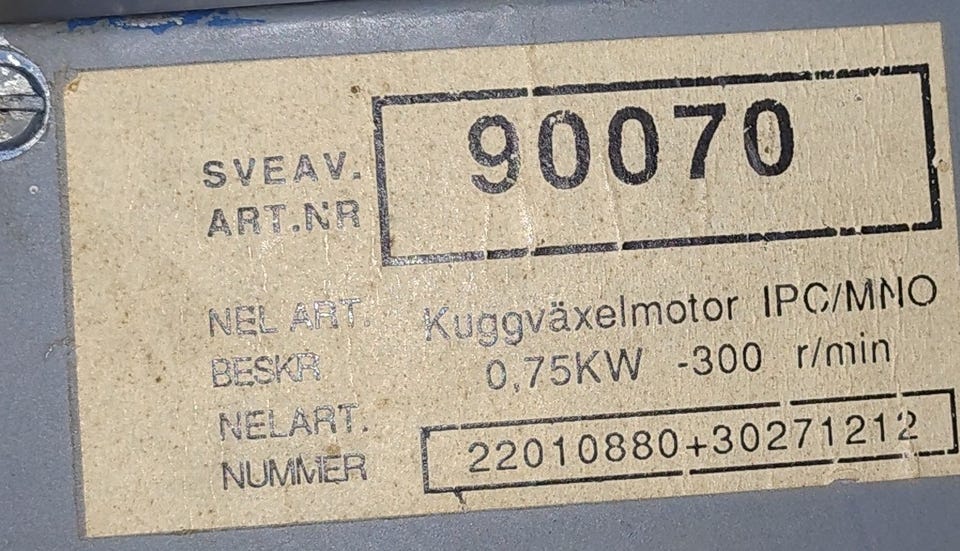 SVEAV. 90070
ART.NR
NEL ART. Kuggväxelmotor IPC/MNO
BESKR 0,75KW -300 r/min
NELART.
NUMMER 22010880+30271212